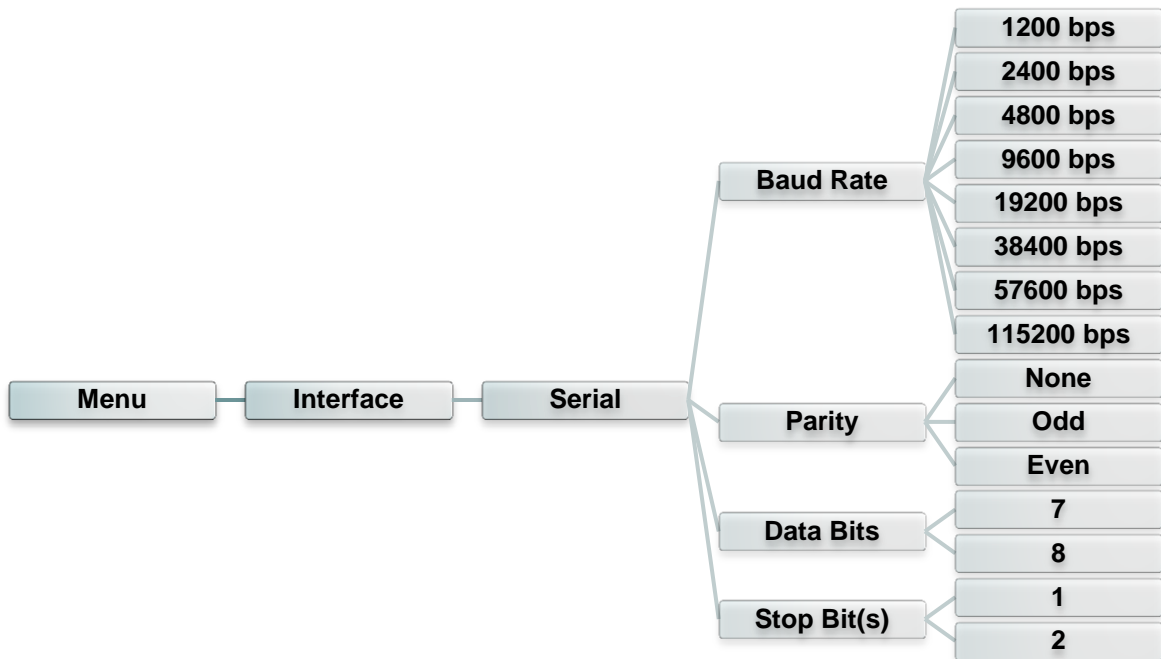 1200 bps
2400 bps
4800 bps
9600 bps
Baud Rate
19200 bps
38400 bps
57600 bps
115200 bps
None
Menu
Interface
Serial
Parity
Odd
Even
7
Data Bits
8
1
Stop Bit(s)
2